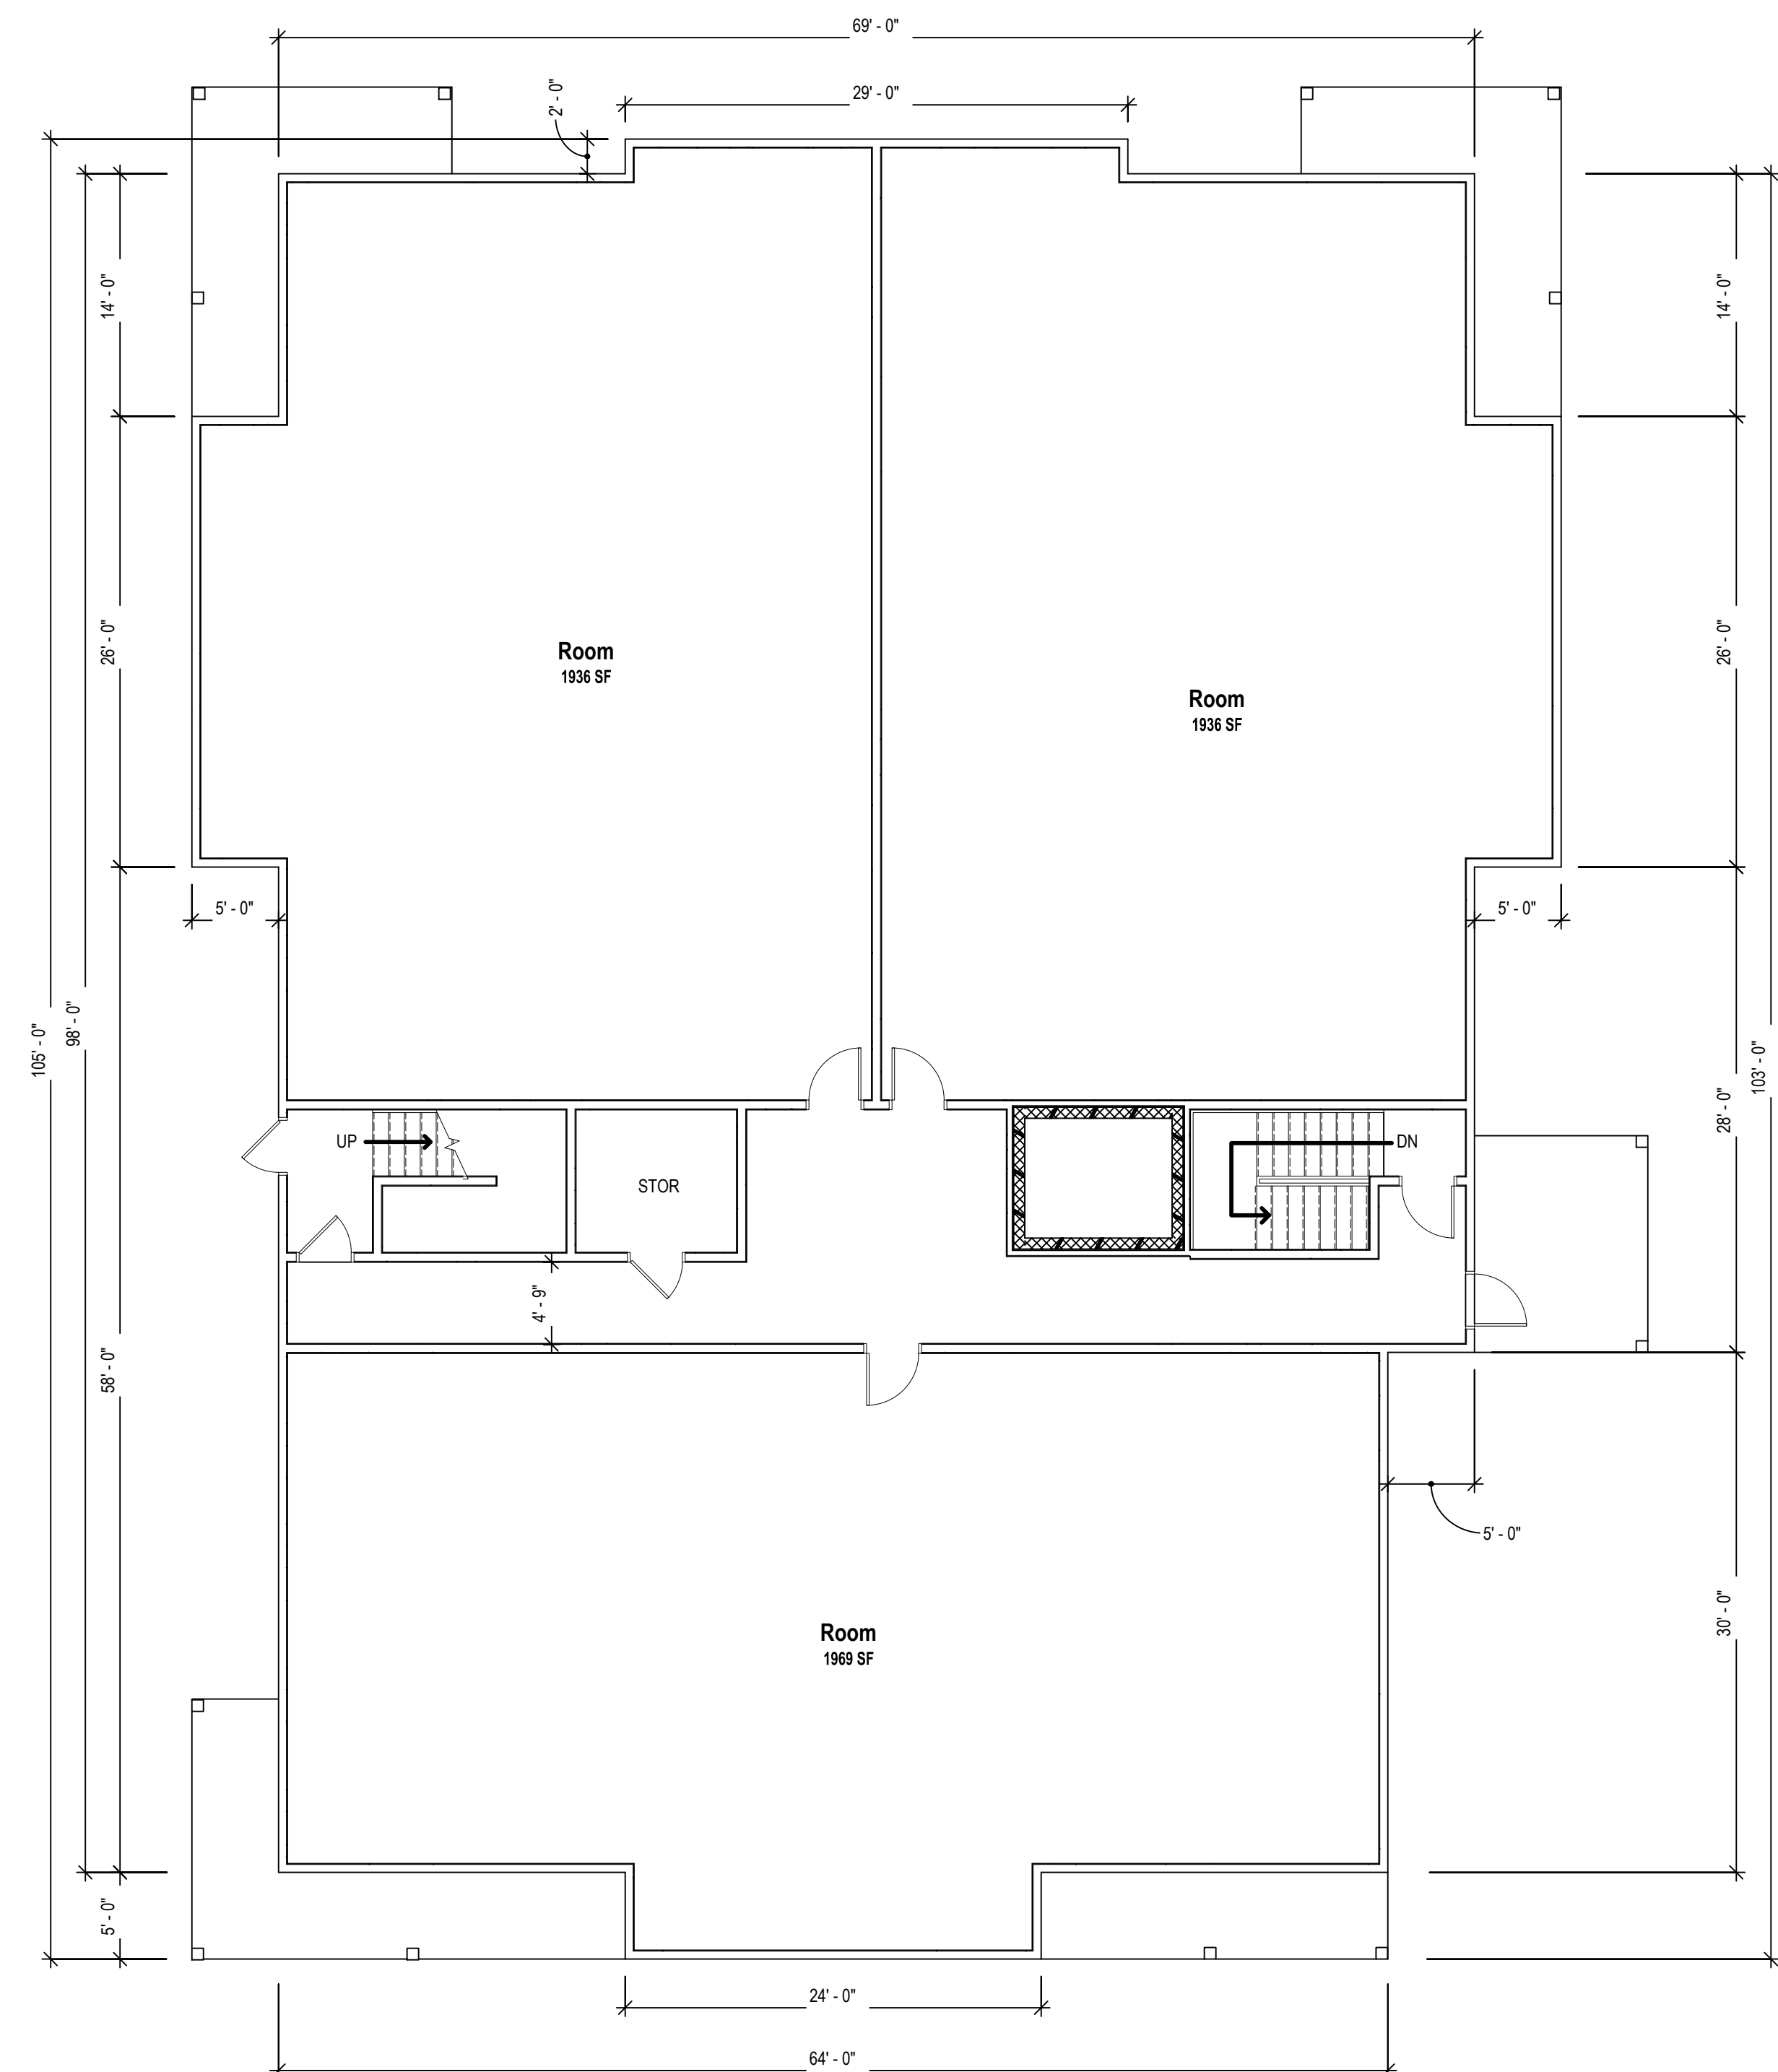 69' - 0"
2' - 0"
29' - 0"
14' - 0"
14' - 0"
26' - 0"
Room
1936 SF
26' - 0"
Room
1936 SF
5' - 0"
5' - 0"
105' - 0"
98' - 0"
28' - 0"
103' - 0"
UP
DN
STOR
4' - 9"
58' - 0"
5' - 0"
Room
1969 SF
30' - 0"
5' - 0"
24' - 0"
64' - 0"